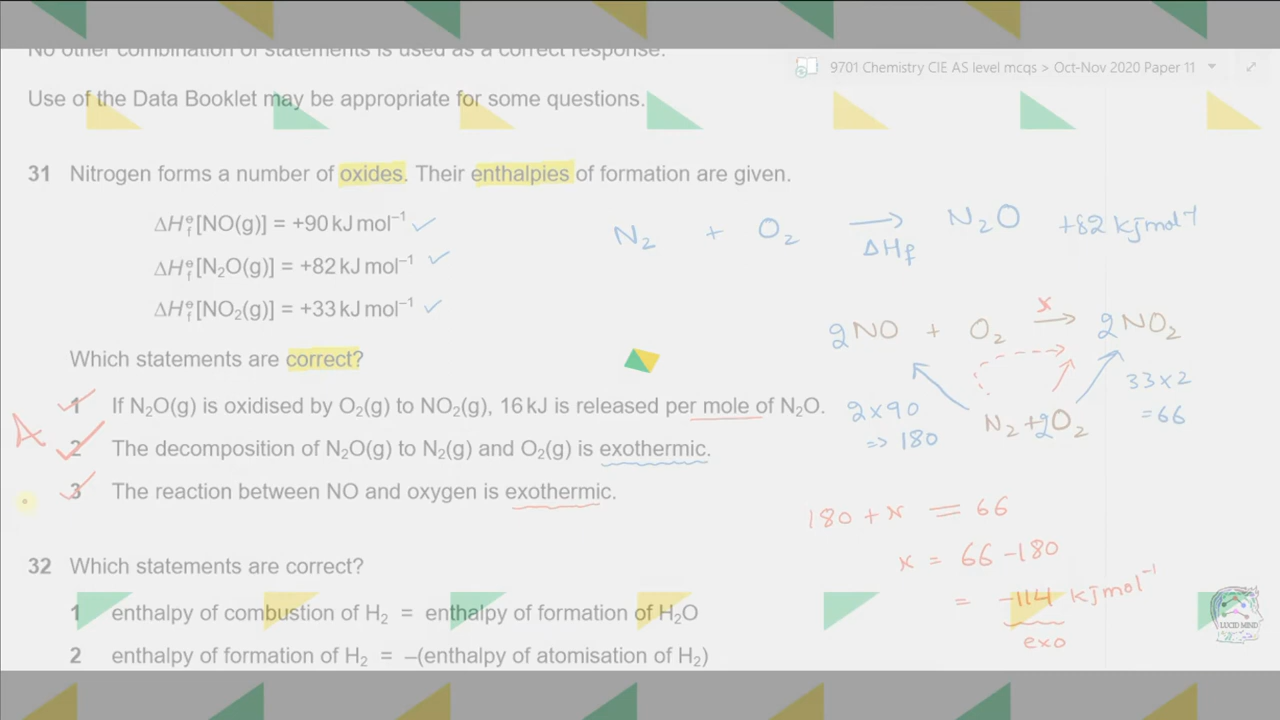 No other combination of statements is used as a correct response.
9701 Chemistry CIE AS level mcqs > Oct-Nov 2020 Paper 11
Use of the Data Booklet may be appropriate for some questions.
31 Nitrogen forms a number of oxides. Their enthalpies of formation are given.
ΔH⦵f[NO(g)] = +90 kJ mol⁻¹ ✓
ΔH⦵f[N₂O(g)] = +82 kJ mol⁻¹ ✓
ΔH⦵f[NO₂(g)] = +33 kJ mol⁻¹ ✓
N₂ + O₂ → N₂O +82 kjmol⁻¹
ΔHf
Which statements are correct?
1 If N₂O(g) is oxidised by O₂(g) to NO₂(g), 16 kJ is released per mole of N₂O.
2 The decomposition of N₂O(g) to N₂(g) and O₂(g) is exothermic.
3 The reaction between NO and oxygen is exothermic.
A
x
2NO + O₂ → 2NO₂
2×90
=> 180
N₂+2O₂
33×2
=66
180 + x = 66
x = 66 -180
= -114 kjmol⁻¹
exo
32 Which statements are correct?
1 enthalpy of combustion of H₂ = enthalpy of formation of H₂O
2 enthalpy of formation of H₂ = –(enthalpy of atomisation of H₂)
LUCID MIND